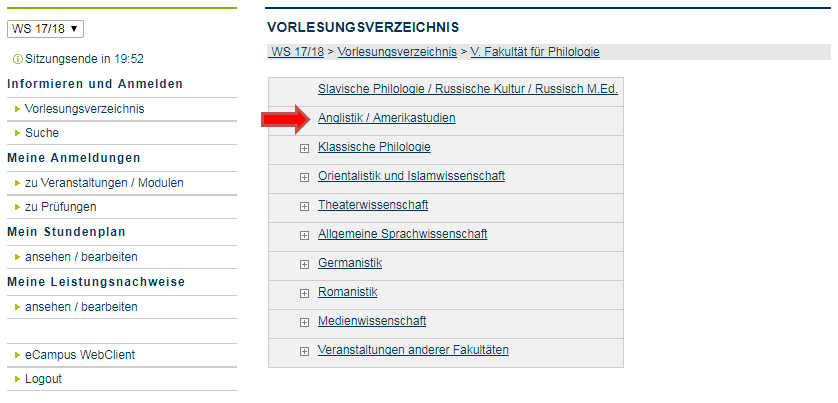 WS 17/18
Sitzungsende in 19:52
Informieren und Anmelden
Vorlesungsverzeichnis
Suche
Meine Anmeldungen
zu Veranstaltungen / Modulen
zu Prüfungen
Mein Stundenplan
ansehen / bearbeiten
Meine Leistungsnachweise
ansehen / bearbeiten
eCampus WebClient
Logout
VORLESUNGSVERZEICHNIS
WS 17/18 > Vorlesungsverzeichnis > V. Fakultät für Philologie
Slavische Philologie / Russische Kultur / Russisch M.Ed.
Anglistik / Amerikastudien
Klassische Philologie
Orientalistik und Islamwissenschaft
Theaterwissenschaft
Allgemeine Sprachwissenschaft
Germanistik
Romanistik
Medienwissenschaft
Veranstaltungen anderer Fakultäten